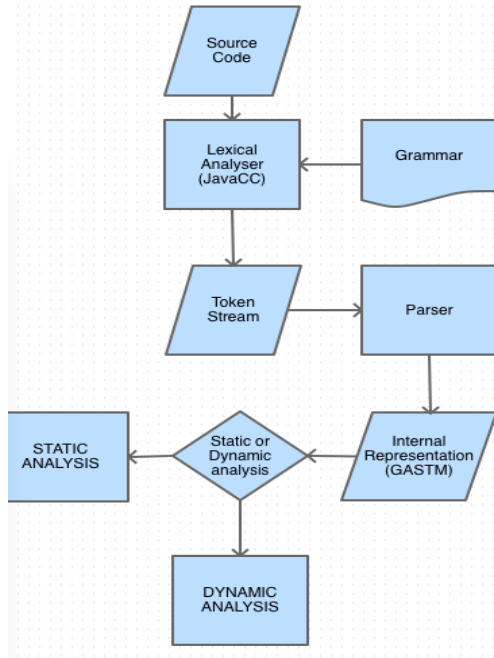 Source
Code
Lexical
Analyser
(JavaCC)
Grammar
Token
Stream
Parser
Internal
Representation
(GASTM)
Static or
Dynamic
analysis
STATIC
ANALYSIS
DYNAMIC
ANALYSIS